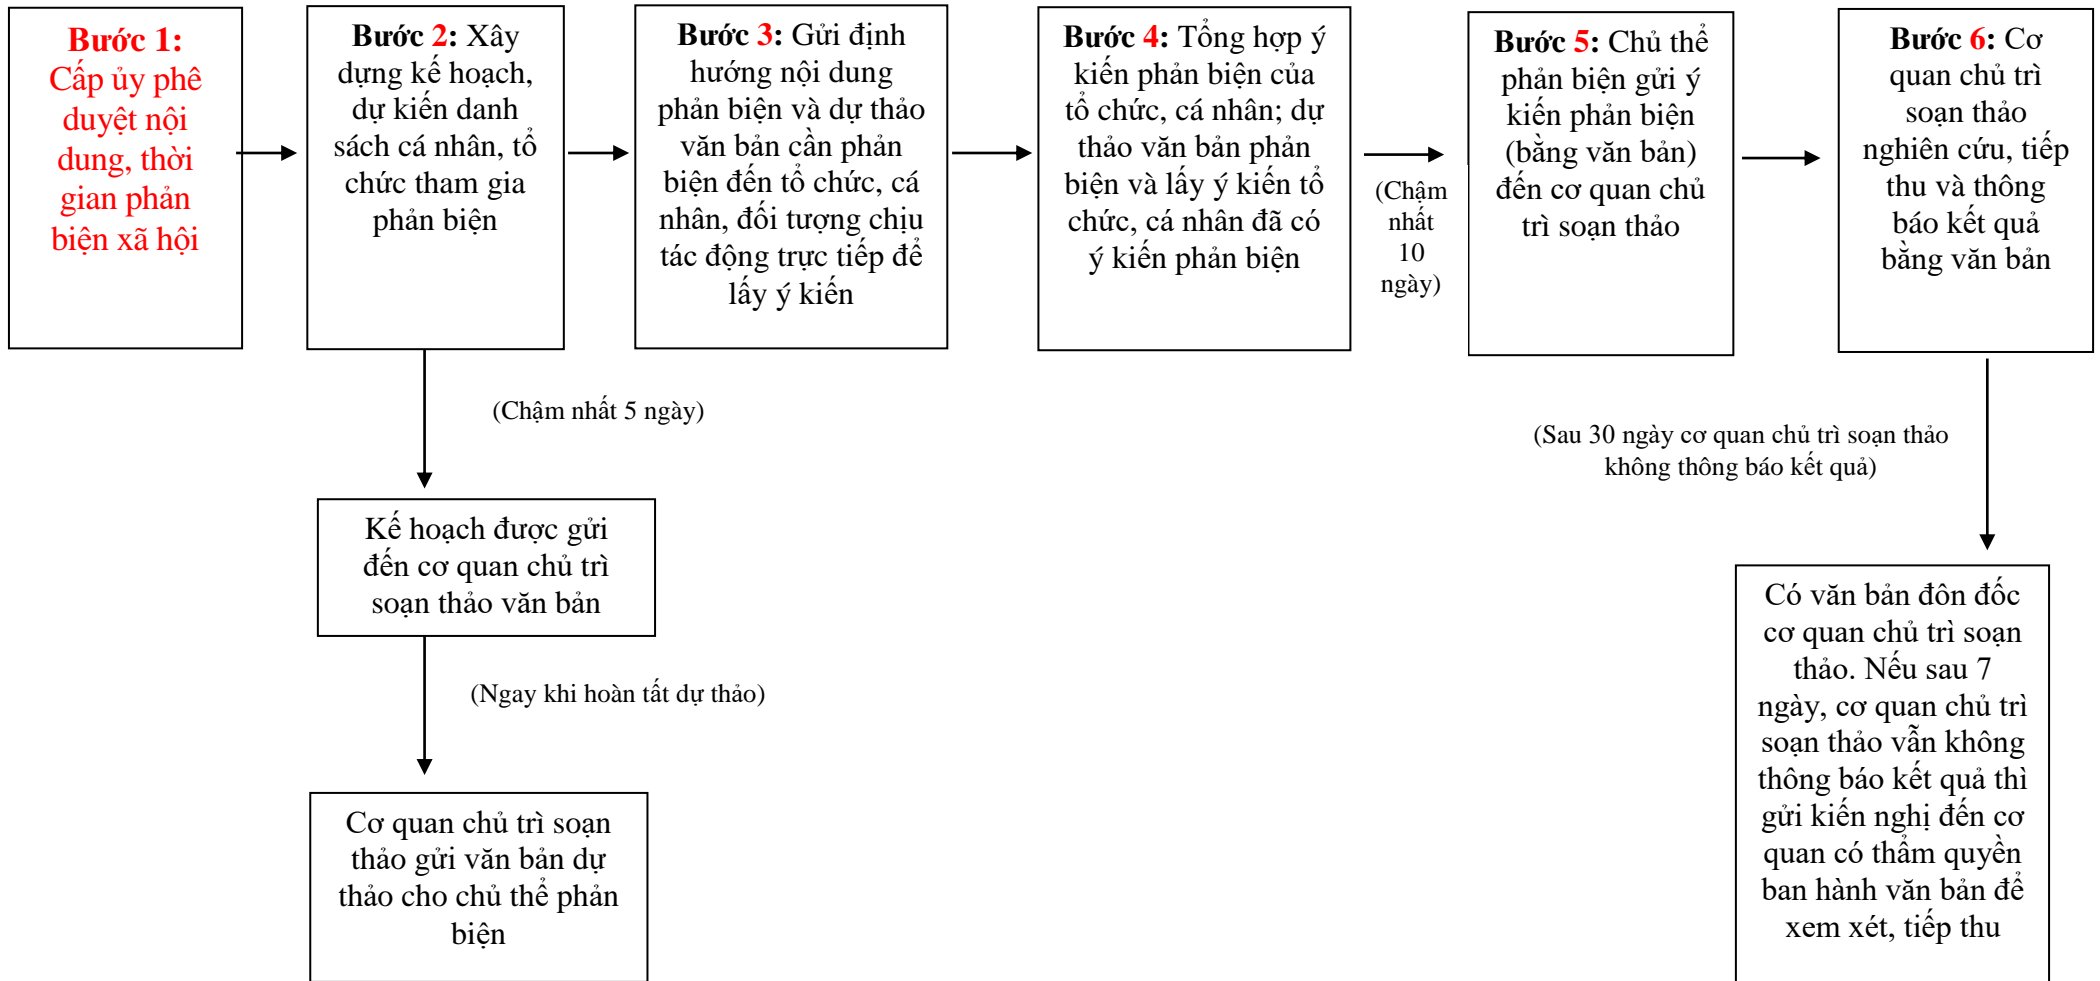 Bước 1:
Cấp ủy phê
duyệt nội
dung, thời
gian phản
biện xã hội
Bước 2: Xây
dựng kế hoạch,
dự kiến danh
sách cá nhân, tổ
chức tham gia
phản biện
Bước 3: Gửi định
hướng nội dung
phản biện và dự thảo
văn bản cần phản
biện đến tổ chức, cá
nhân, đối tượng chịu
tác động trực tiếp để
lấy ý kiến
Bước 4: Tổng hợp ý
kiến phản biện của
tổ chức, cá nhân; dự
thảo văn bản phản
biện và lấy ý kiến tổ
chức, cá nhân đã có
ý kiến phản biện
(Chậm
nhất
10
ngày)
Bước 5: Chủ thể
phản biện gửi ý
kiến phản biện
(bằng văn bản)
đến cơ quan chủ
trì soạn thảo
Bước 6: Cơ
quan chủ trì
soạn thảo
nghiên cứu, tiếp
thu và thông
báo kết quả
bằng văn bản
(Chậm nhất 5 ngày)
(Sau 30 ngày cơ quan chủ trì soạn thảo
không thông báo kết quả)
Kế hoạch được gửi
đến cơ quan chủ trì
soạn thảo văn bản
(Ngay khi hoàn tất dự thảo)
Cơ quan chủ trì soạn
thảo gửi văn bản dự
thảo cho chủ thể phản
biện
Có văn bản đôn đốc
cơ quan chủ trì soạn
thảo. Nếu sau 7
ngày, cơ quan chủ trì
soạn thảo vẫn không
thông báo kết quả thì
gửi kiến nghị đến cơ
quan có thẩm quyền
ban hành văn bản để
xem xét, tiếp thu